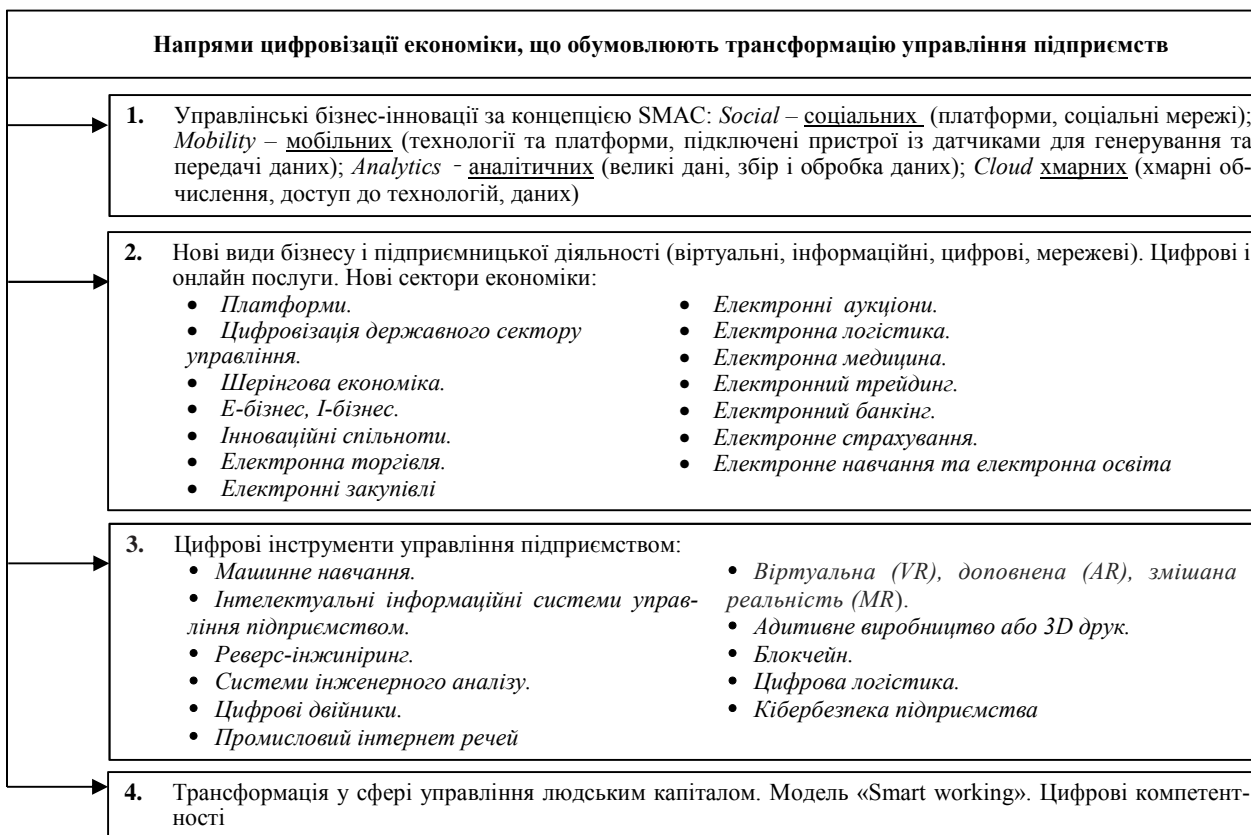 Напрями цифровізації економіки, що обумовлюють трансформацію управління підприємств
1. Управлінські бізнес-інновації за концепцією SMAC: Social – соціальних (платформи, соціальні мережі);
Mobility – мобільних (технології та платформи, підключені пристрої із датчиками для генерування та
передачі даних); Analytics - аналітичних (великі дані, збір і обробка даних); Cloud хмарних (хмарні об-
числення, доступ до технологій, даних)
2. Нові види бізнесу і підприємницької діяльності (віртуальні, інформаційні, цифрові, мережеві). Цифрові і
онлайн послуги. Нові сектори економіки:
• Платформи.
• Цифровізація державного сектору
управління.
• Шерінгова економіка.
• Е-бізнес, І-бізнес.
• Інноваційні спільноти.
• Електронна торгівля.
• Електронні закупівлі
• Електронні аукціони.
• Електронна логістика.
• Електронна медицина.
• Електронний трейдинг.
• Електронний банкінг.
• Електронне страхування.
• Електронне навчання та електронна освіта
3. Цифрові інструменти управління підприємством:
• Машинне навчання.
• Інтелектуальні інформаційні системи управ-
ління підприємством.
• Реверс-інжиніринг.
• Системи інженерного аналізу.
• Цифрові двійники.
• Промисловий інтернет речей
• Віртуальна (VR), доповнена (AR), змішана
реальність (MR).
• Адитивне виробництво або 3D друк.
• Блокчейн.
• Цифрова логістика.
• Кібербезпека підприємства
4. Трансформація у сфері управління людським капіталом. Модель «Smart working». Цифрові компетент-
ності